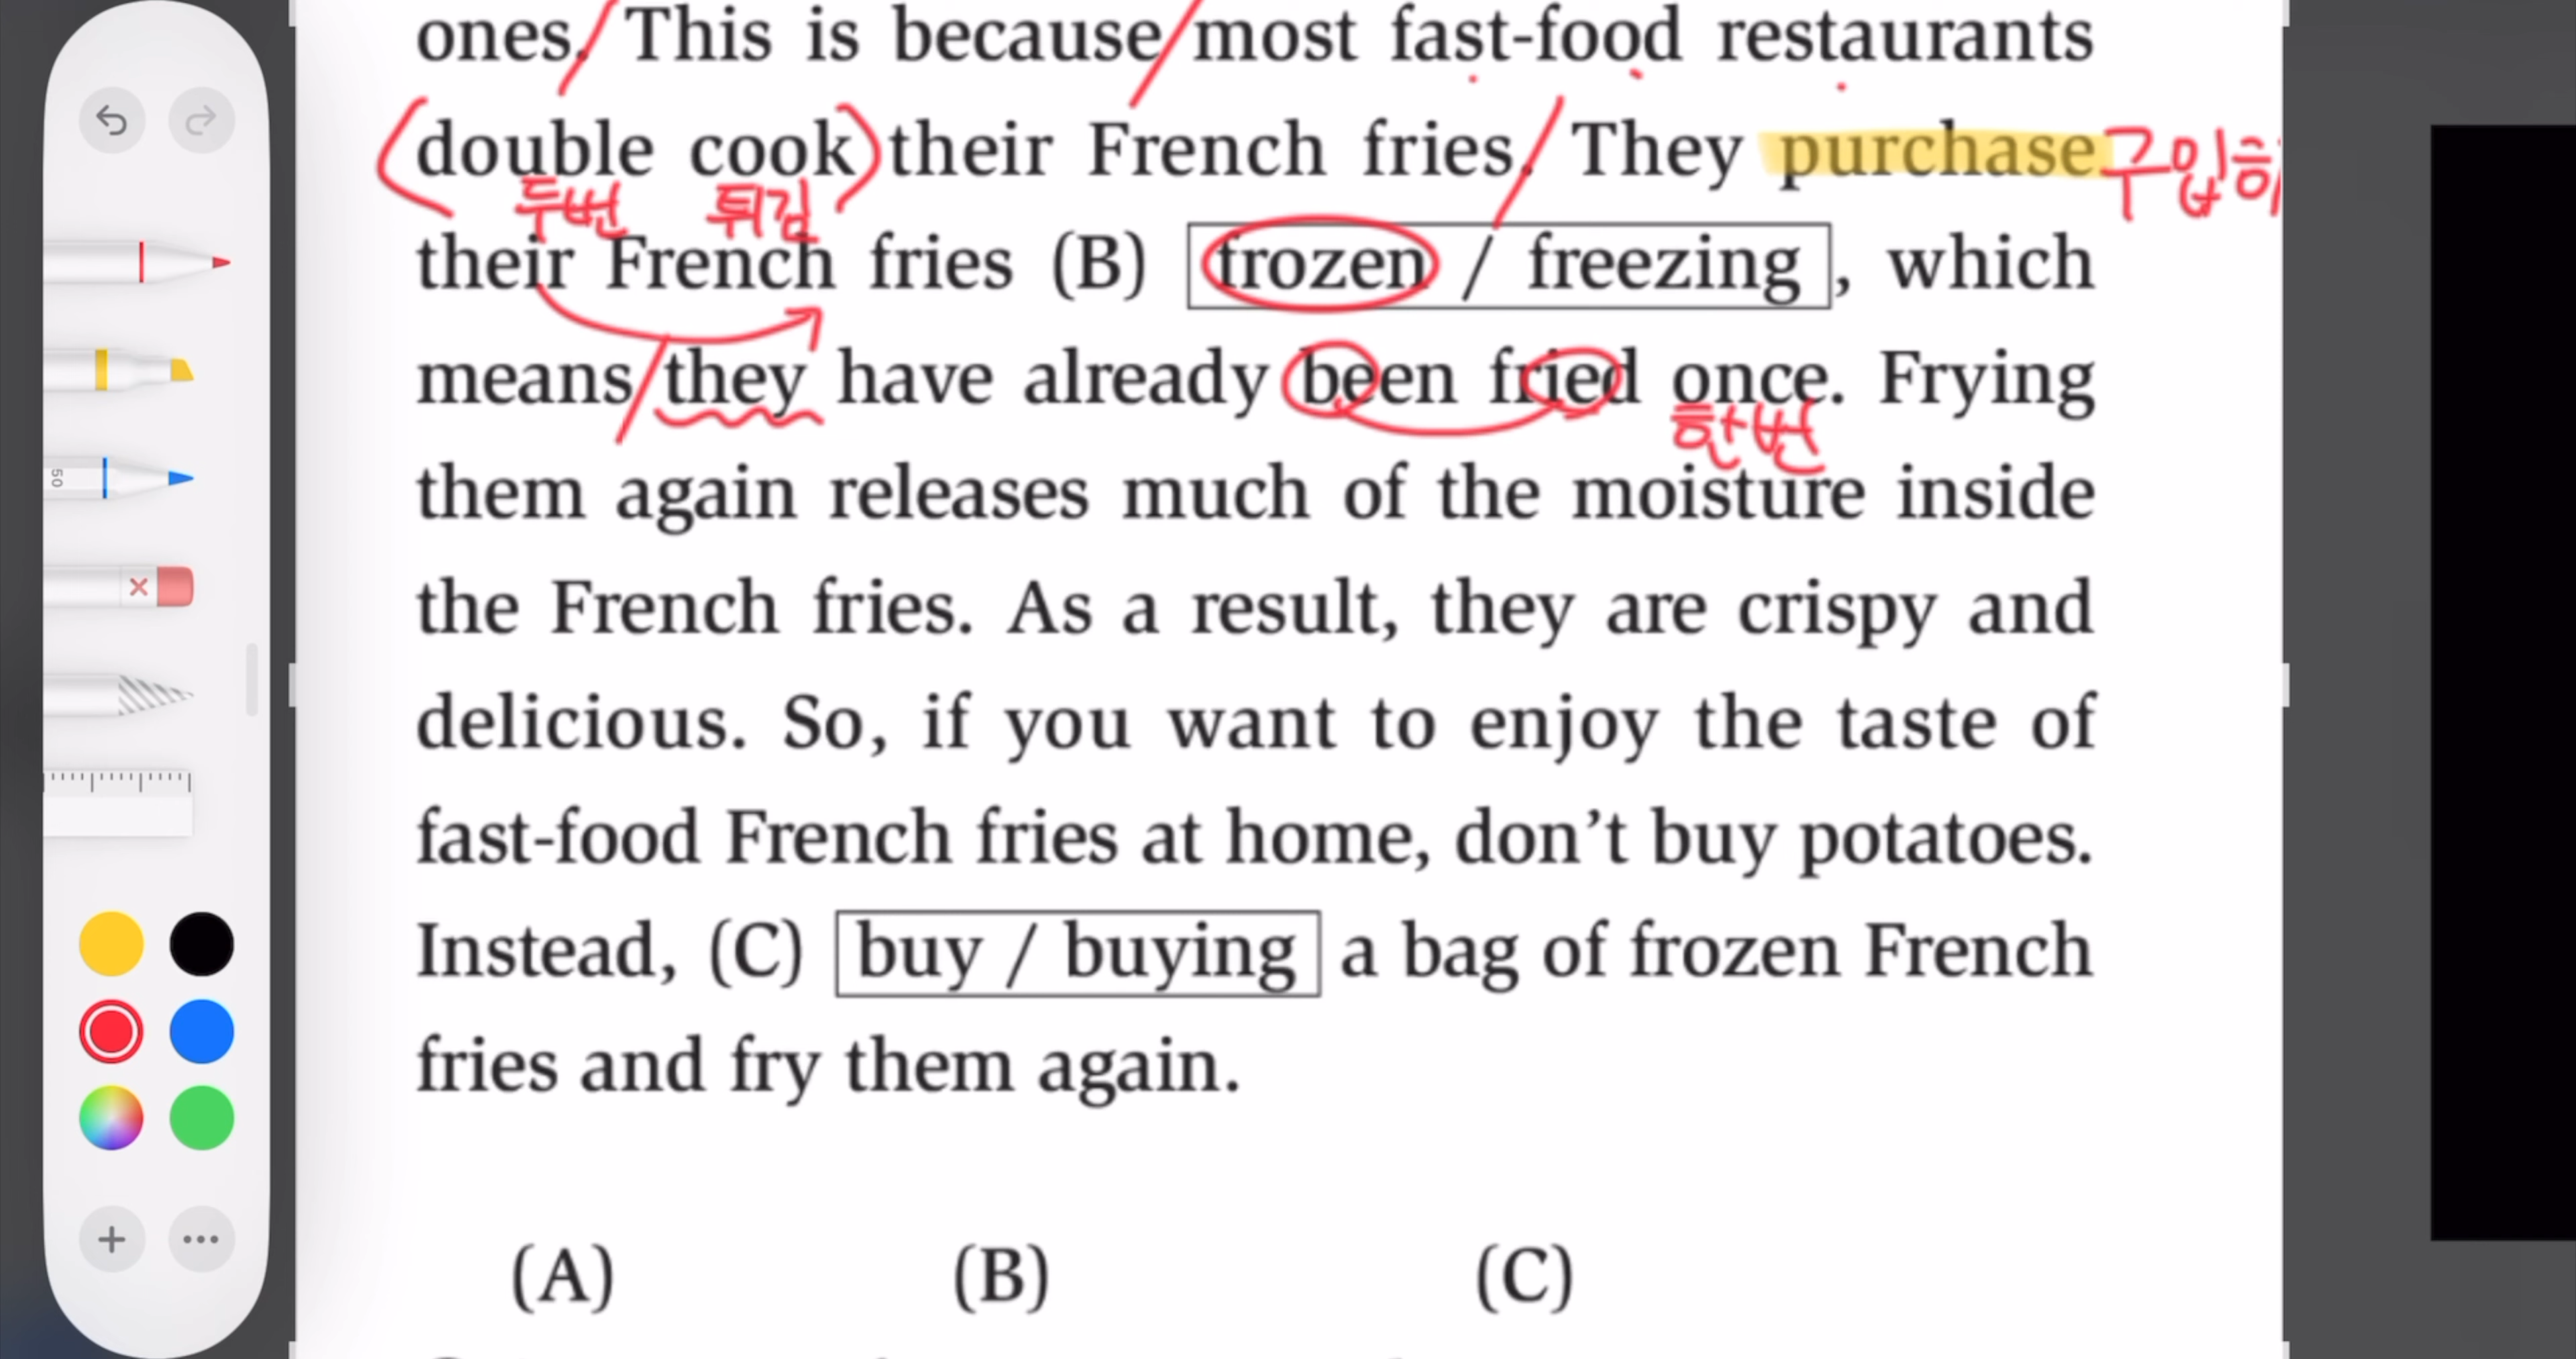 ones. This is because most fast-food restaurants
double cook their French fries. They purchase 구입하
두번 튀김
their French fries (B) frozen / freezing, which
means they have already been fried once. Frying
한번
them again releases much of the moisture inside
the French fries. As a result, they are crispy and
delicious. So, if you want to enjoy the taste of
fast-food French fries at home, don't buy potatoes.
Instead, (C) buy / buying a bag of frozen French
fries and fry them again.
(A) (B) (C)
50